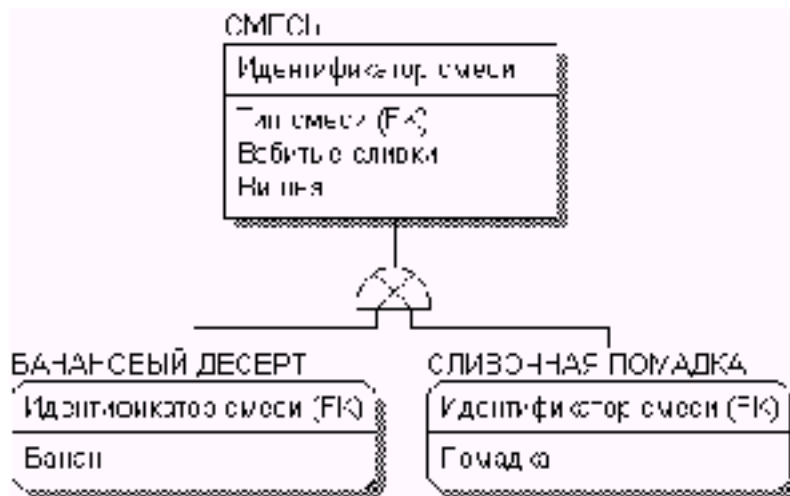 СМЕСЬ
Идентификатор смеси
Тип смеси (FK)
Взбитые сливки
Вишня
БАНАНОВЫЙ ДЕСЕРТ
СЛИВОЧНАЯ ПОМАДКА
Идентификатор смеси (FK)
Идентификатор смеси (FK)
Банан
Помадка